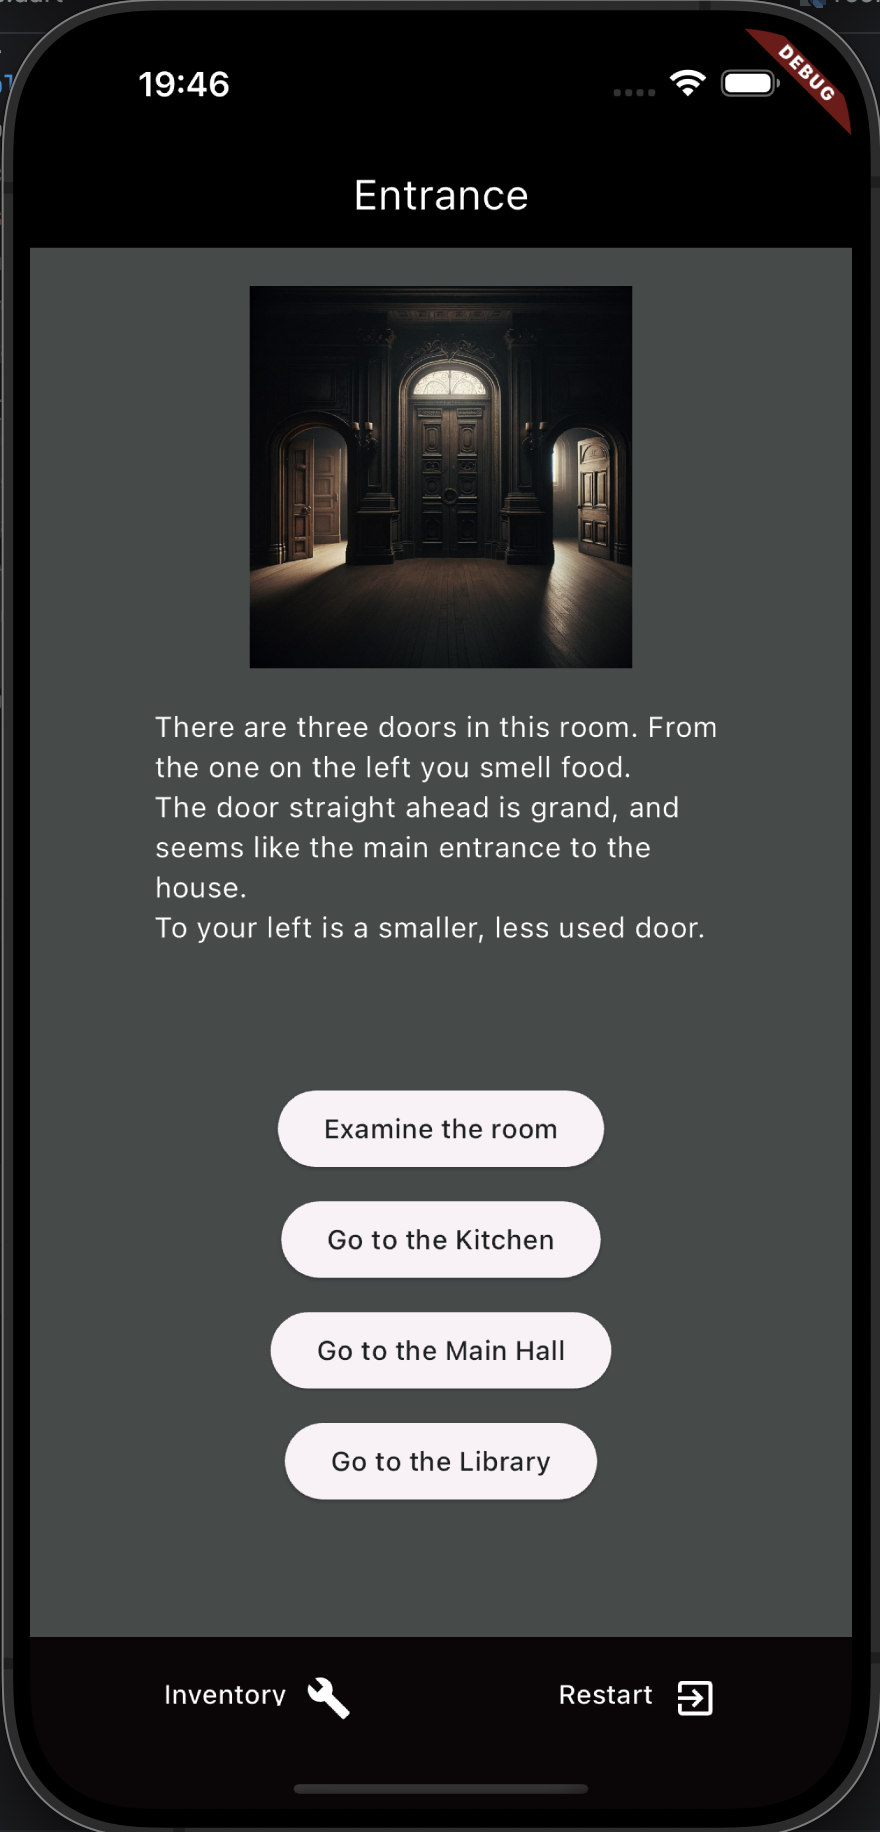 19:46
DEBUG
Entrance
There are three doors in this room. From
the one on the left you smell food.
The door straight ahead is grand, and
seems like the main entrance to the
house.
To your left is a smaller, less used door.
Examine the room
Go to the Kitchen
Go to the Main Hall
Go to the Library
Inventory
Restart